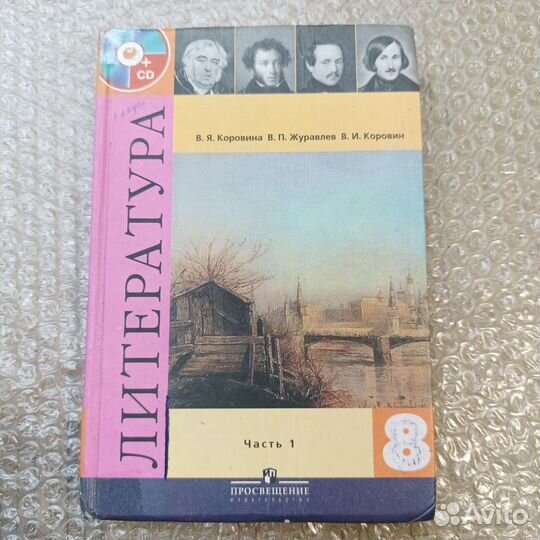 +
CD
В. Я. Коровина В. П. Журавлев В. И. Коровин
ЛИТЕРАТУРА
Часть 1
8
ПРОСВЕЩЕНИЕ
ИЗДАТЕЛЬСТВО
Avito